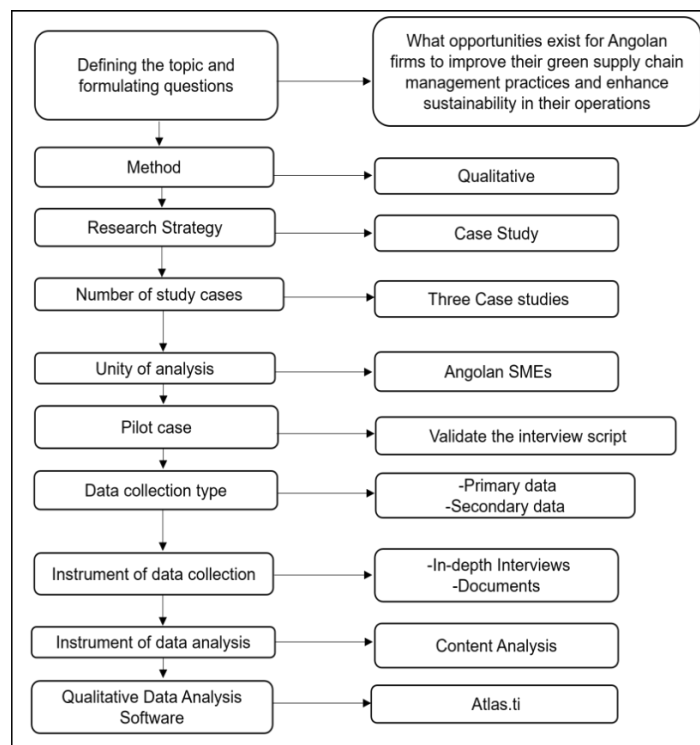 Defining the topic and
formulating questions
What opportunities exist for Angolan
firms to improve their green supply chain
management practices and enhance
sustainability in their operations
Method
Qualitative
Research Strategy
Case Study
Number of study cases
Three Case studies
Unity of analysis
Angolan SMEs
Pilot case
Validate the interview script
Data collection type
-Primary data
-Secondary data
Instrument of data collection
-In-depth Interviews
-Documents
Instrument of data analysis
Content Analysis
Qualitative Data Analysis
Software
Atlas.ti